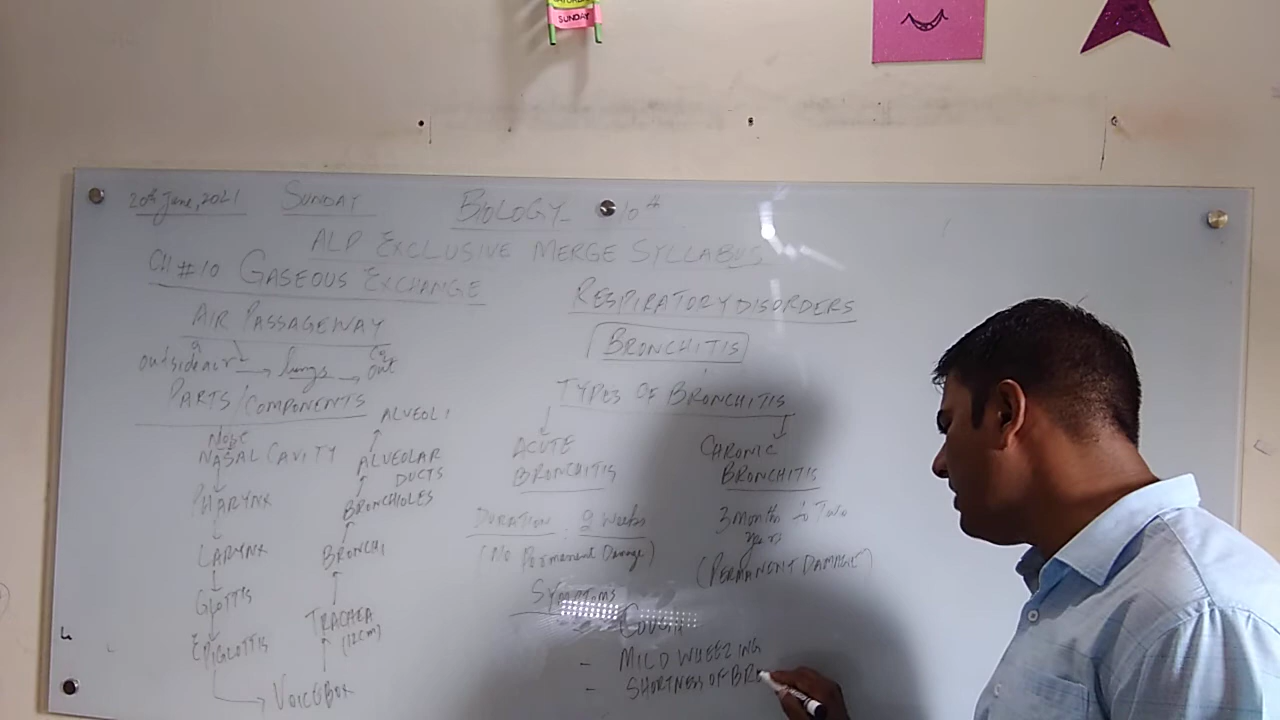 SATURDAY
SUNDAY
20th June, 2021 SUNDAY BIOLOGY- 10th
ALP EXCLUSIVE MERGE SYLLABUS
CH #10 GASEOUS EXCHANGE
AIR PASSAGEWAY
outside air → lungs → out
PARTS/COMPONENTS
Nose
NASAL CAVITY
PHARYNX
LARYNX
GLOTTIS
EPIGLOTTIS
VOICEBOX
TRACHEA
(12cm)
BRONCHI
BRONCHIOLES
ALVEOLAR
DUCTS
ALVEOLI
RESPIRATORY DISORDERS
BRONCHITIS
TYPES OF BRONCHITIS
ACUTE
BRONCHITIS
CHRONIC
BRONCHITIS
DURATION : 2 weeks
3 Months to Two
years
(No Permanent Damage)
(PERMANENT DAMAGE)
SYMPTOMS
- COUGH
- MILD WHEEZING
- SHORTNESS OF BRE